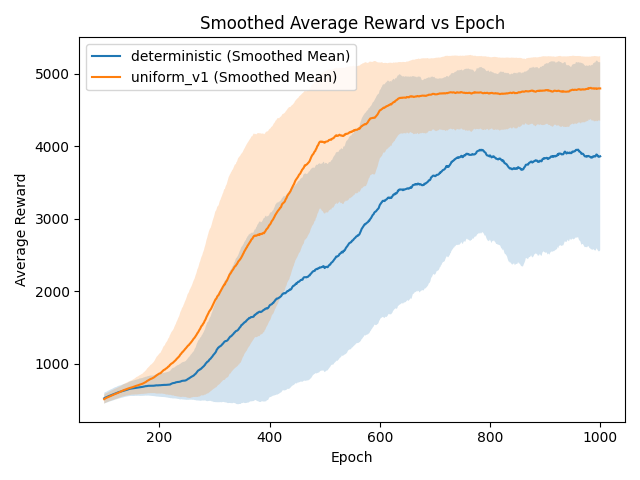 Smoothed Average Reward vs Epoch
deterministic (Smoothed Mean)
uniform_v1 (Smoothed Mean)
5000
4000
3000
2000
1000
Average Reward
200 400 600 800 1000
Epoch